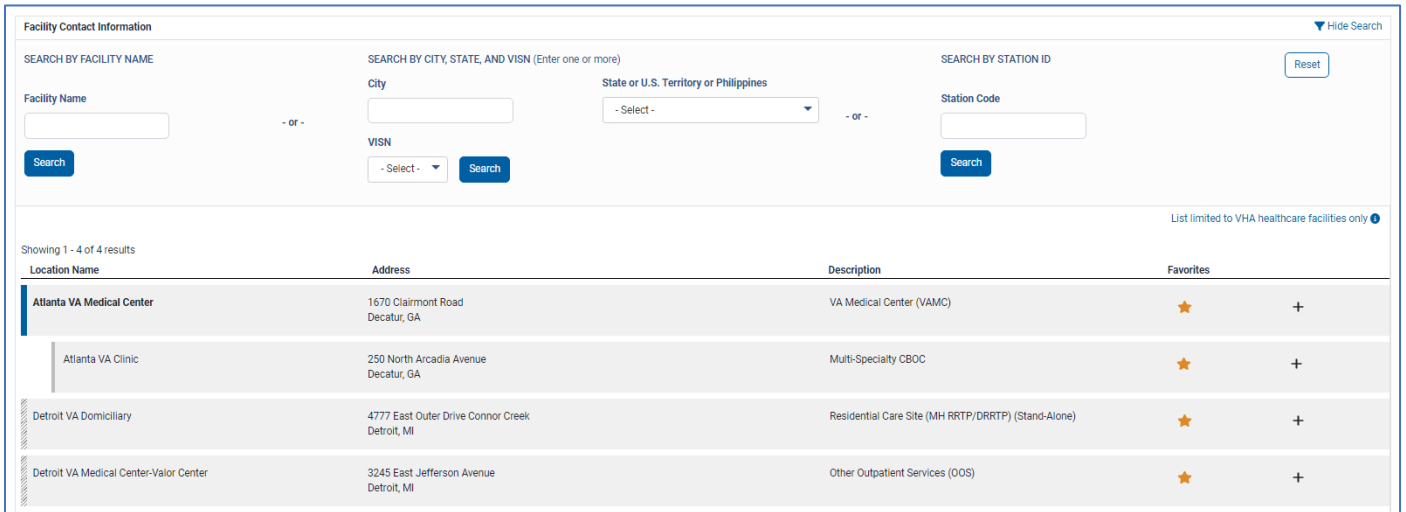 Facility Contact Information
Hide Search
SEARCH BY FACILITY NAME
Facility Name
Search
- or -
SEARCH BY CITY, STATE, AND VISN (Enter one or more)
City
State or U.S. Territory or Philippines
- Select -
VISN
- Select -
Search
- or -
SEARCH BY STATION ID
Station Code
Search
Reset
List limited to VHA healthcare facilities only
Showing 1 - 4 of 4 results
Location Name Address Description Favorites
Atlanta VA Medical Center 1670 Clairmont Road VA Medical Center (VAMC) +
Decatur, GA
Atlanta VA Clinic 250 North Arcadia Avenue Multi-Specialty CBOC +
Decatur, GA
Detroit VA Domiciliary 4777 East Outer Drive Connor Creek Residential Care Site (MH RRTP/DRRTP) (Stand-Alone) +
Detroit, MI
Detroit VA Medical Center-Valor Center 3245 East Jefferson Avenue Other Outpatient Services (OOS) +
Detroit, MI